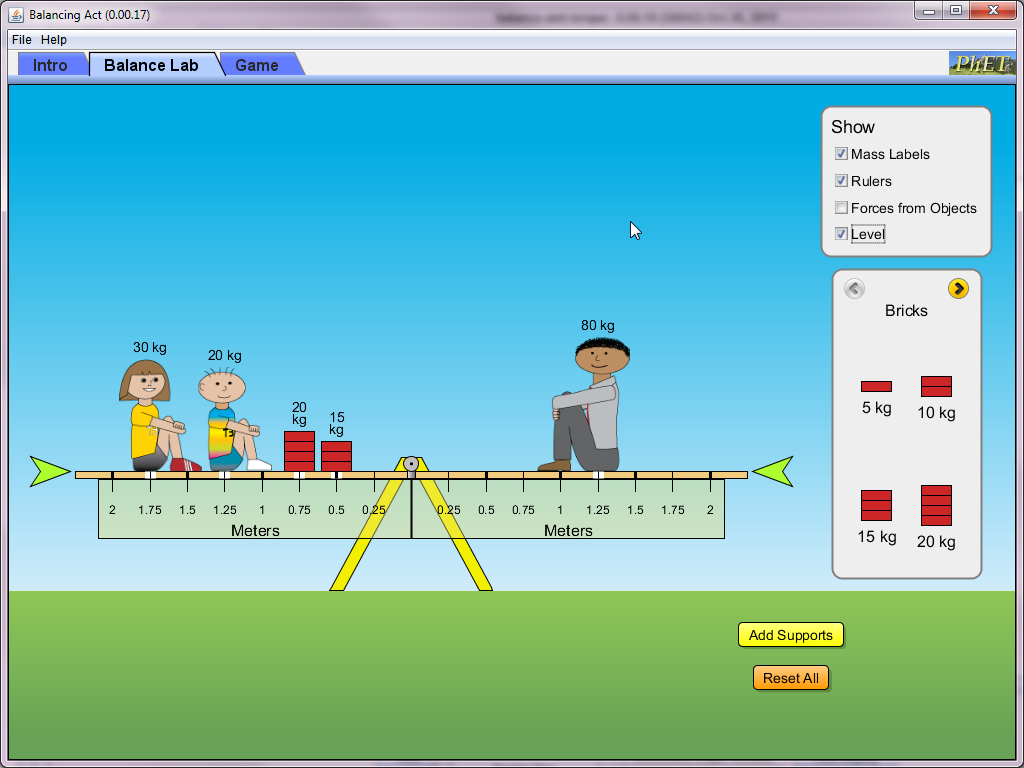 Balancing Act (0.00.17)
File Help
Intro Balance Lab Game
PhET
Show
Mass Labels
Rulers
Forces from Objects
Level
Bricks
5 kg 10 kg
15 kg 20 kg
80 kg
30 kg
20 kg
20
kg
15
kg
2 1.75 1.5 1.25 1 0.75 0.5 0.25 0.25 0.5 0.75 1 1.25 1.5 1.75 2
Meters Meters
Add Supports
Reset All